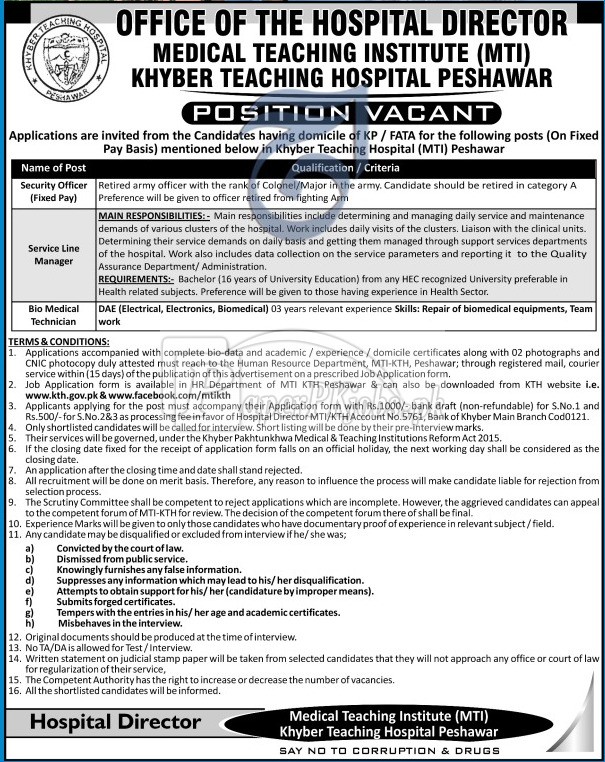 KHYBER TEACHING HOSPITAL
PESHAWAR
OFFICE OF THE HOSPITAL DIRECTOR
MEDICAL TEACHING INSTITUTE (MTI)
KHYBER TEACHING HOSPITAL PESHAWAR
POSITION VACANT
Applications are invited from the Candidates having domicile of KP / FATA for the following posts (On Fixed
Pay Basis) mentioned below in Khyber Teaching Hospital (MTI) Peshawar
Name of Post Qualification / Criteria
Security Officer
(Fixed Pay)
Retired army officer with the rank of Colonel/Major in the army. Candidate should be retired in category A
Preference will be given to officer retired from fighting Arm
Service Line
Manager
MAIN RESPONSIBILITIES: - Main responsibilities include determining and managing daily service and maintenance
demands of various clusters of the hospital. Work includes daily visits of the clusters. Liaison with the clinical units.
Determining their service demands on daily basis and getting them managed through support services departments
of the hospital. Work also includes data collection on the service parameters and reporting it to the Quality
Assurance Department/ Administration.
REQUIREMENTS:- Bachelor (16 years of University Education) from any HEC recognized University preferable in
Health related subjects. Preference will be given to those having experience in Health Sector.
Bio Medical
Technician
DAE (Electrical, Electronics, Biomedical) 03 years relevant experience Skills: Repair of biomedical equipments, Team
work
TERMS & CONDITIONS:
1. Applications accompanied with complete bio-data and academic / experience / domicile certificates along with 02 photographs and
CNIC photocopy duly attested must reach to the Human Resource Department, MTI-KTH, Peshawar; through registered mail, courier
service within (15 days) of the publication of this advertisement on a prescribed Job Application form.
2. Job Application form is available in HR Department of MTI KTH Peshawar & can also be downloaded from KTH website i.e.
www.kth.gov.pk & www.facebook.com/mtikth
3. Applicants applying for the post must accompany their Application form with Rs.1000/- bank draft (non-refundable) for S.No.1 and
Rs.500/- for S.No.2&3 as processing fee in favor of Hospital Director MTI/KTH Account No.5761, Bank of Khyber Main Branch Cod0121.
4. Only shortlisted candidates will be called for interview. Short listing will be done by their pre-Interview marks.
5. Their services will be governed, under the Khyber Pakhtunkhwa Medical & Teaching Institutions Reform Act 2015.
6. If the closing date fixed for the receipt of application form falls on an official holiday, the next working day shall be considered as the
closing date.
7. An application after the closing time and date shall stand rejected.
8. All recruitment will be done on merit basis. Therefore, any reason to influence the process will make candidate liable for rejection from
selection process.
9. The Scrutiny Committee shall be competent to reject applications which are incomplete. However, the aggrieved candidates can appeal
to the competent forum of MTI-KTH for review. The decision of the competent forum there of shall be final.
10. Experience Marks will be given to only those candidates who have documentary proof of experience in relevant subject / field.
11. Any candidate may be disqualified or excluded from interview if he/ she was;
a) Convicted by the court of law.
b) Dismissed from public service.
c) Knowingly furnishes any false information.
d) Suppresses any information which may lead to his/ her disqualification.
e) Attempts to obtain support for his/ her (candidature by improper means).
f) Submits forged certificates.
g) Tempers with the entries in his/ her age and academic certificates.
h) Misbehaves in the interview.
12. Original documents should be produced at the time of interview.
13. No TA/DA is allowed for Test / Interview.
14. Written statement on judicial stamp paper will be taken from selected candidates that they will not approach any office or court of law
for regularization of their service,
15. The Competent Authority has the right to increase or decrease the number of vacancies.
16. All the shortlisted candidates will be informed.
Hospital Director
Medical Teaching Institute (MTI)
Khyber Teaching Hospital Peshawar
SAY NO TO CORRUPTION & DRUGS